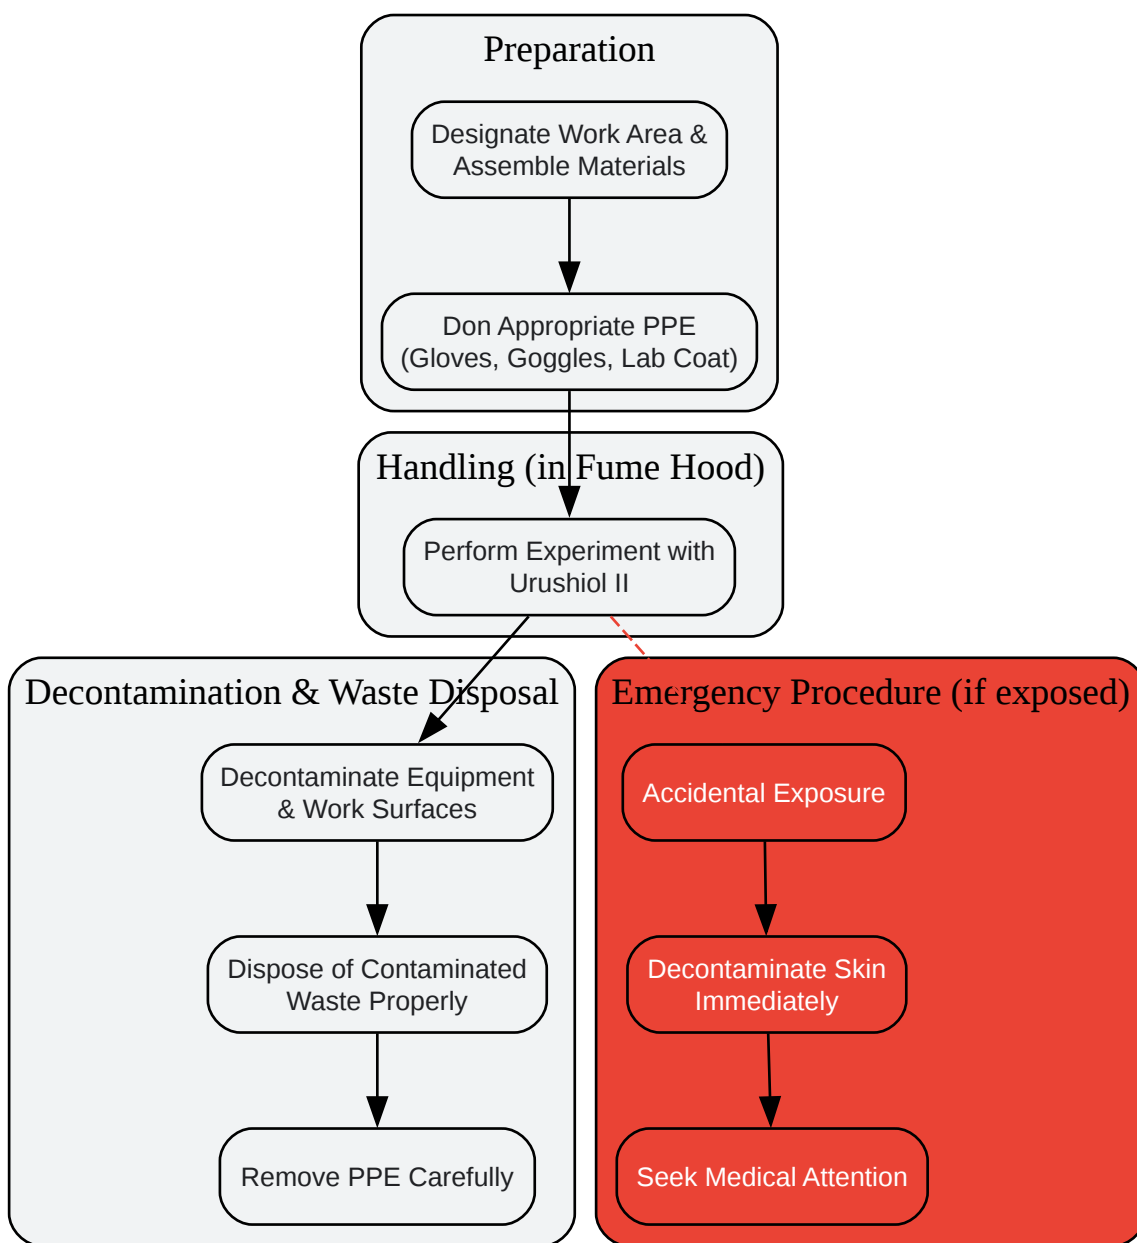 Preparation
Designate Work Area &
Assemble Materials
Don Appropriate PPE
(Gloves, Goggles, Lab Coat)
Handling (in Fume Hood)
Perform Experiment with
Urushiol II
Decontamination & Waste Disposal
Decontaminate Equipment
& Work Surfaces
Dispose of Contaminated
Waste Properly
Remove PPE Carefully
Emergency Procedure (if exposed)
Accidental Exposure
Decontaminate Skin
Immediately
Seek Medical Attention